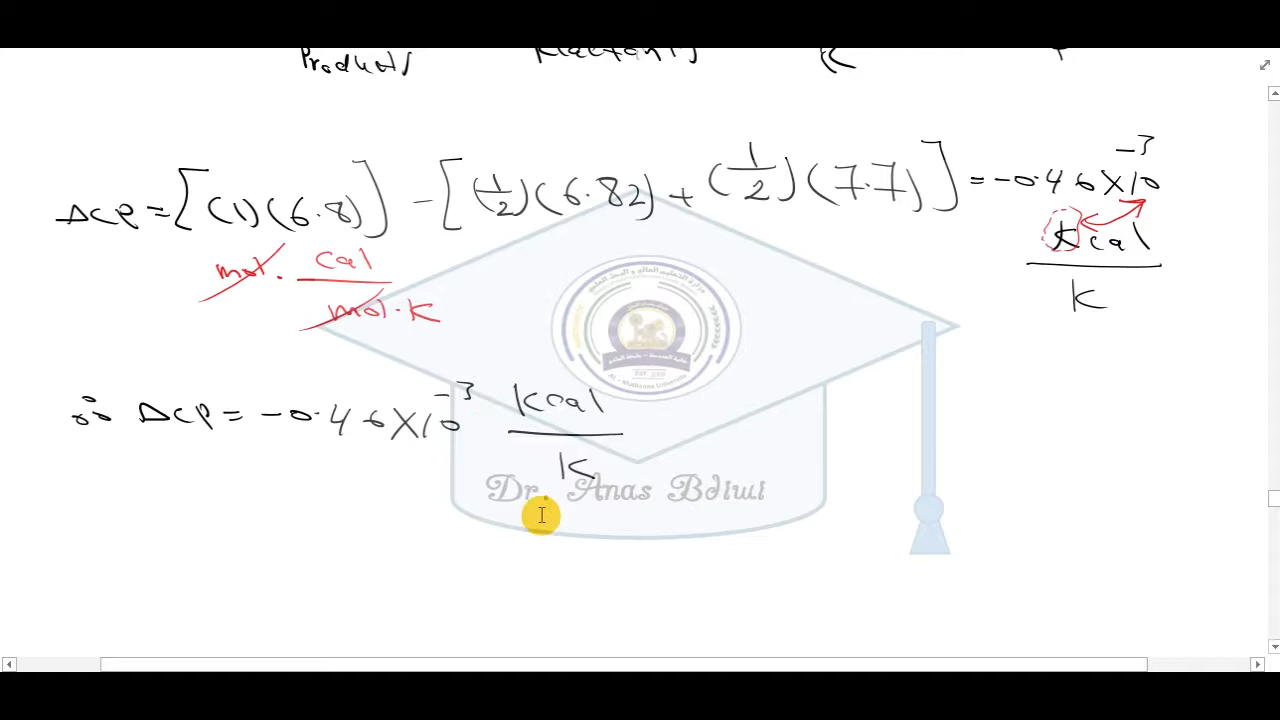 Products Reactants
ΔCP = [(1)(6.8)] - [(1/2)(6.82) + (1/2)(7.7)] = -0.46×10^-3 kcal/K
mol. cal/mol.K
∴ ΔCP = -0.46×10^-3 kcal/K
Dr. Anas Bdiwi